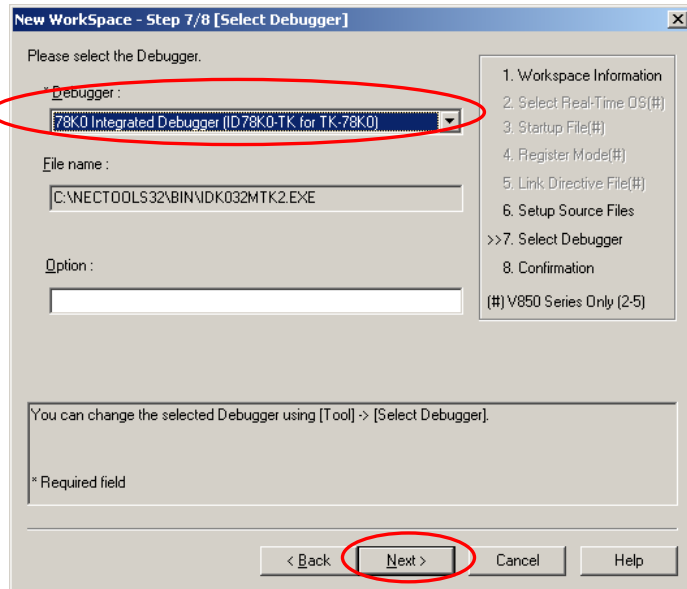 New WorkSpace - Step 7/8 [Select Debugger]
Please select the Debugger.
* Debugger :
78K0 Integrated Debugger (ID78K0-TK for TK-78K0)
File name :
C:\NECTOOLS32\BIN\IDK032MTK2.EXE
Option :
1. Workspace Information
2. Select Real-Time OS(#)
3. Startup File(#)
4. Register Mode(#)
5. Link Directive File(#)
6. Setup Source Files
>>7. Select Debugger
8. Confirmation
(#) V850 Series Only (2-5)
You can change the selected Debugger using [Tool] -> [Select Debugger].
* Required field
< Back
Next >
Cancel
Help